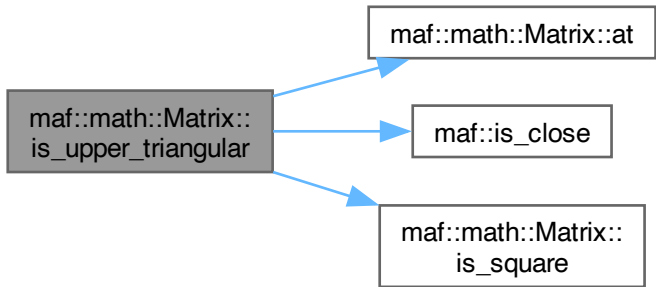 maf::math::Matrix::
is_upper_triangular
maf::math::Matrix::at
maf::is_close
maf::math::Matrix::
is_square